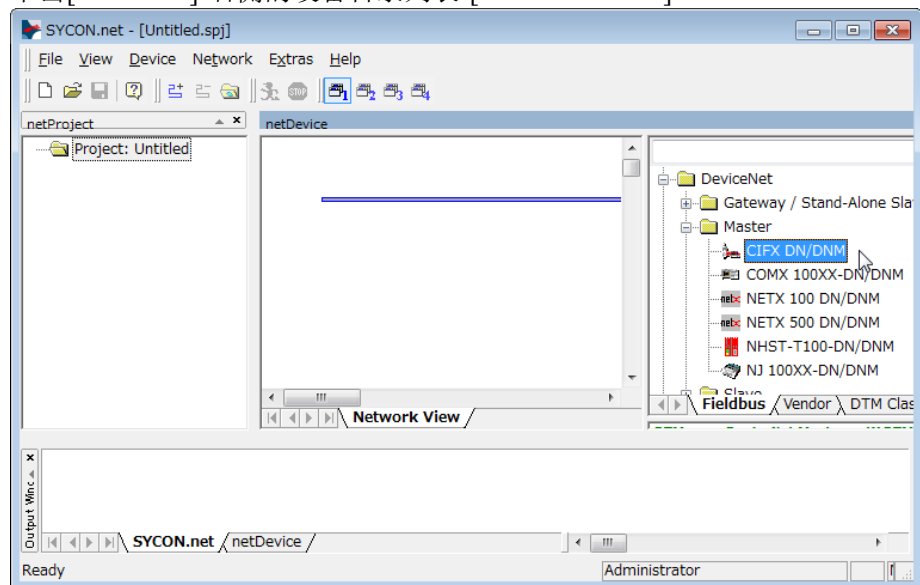 SYCON.net - [Untitled.spj]
File View Device Network Extras Help
netProject
netDevice
Project: Untitled
DeviceNet
Gateway / Stand-Alone Sla
Master
CIFX DN/DNM
COMX 100XX-DN/DNM
NETX 100 DN/DNM
NETX 500 DN/DNM
NHST-T100-DN/DNM
NJ 100XX-DN/DNM
Network View
Fieldbus Vendor DTM Clas
Output Winc
SYCON.net netDevice
Ready
Administrator